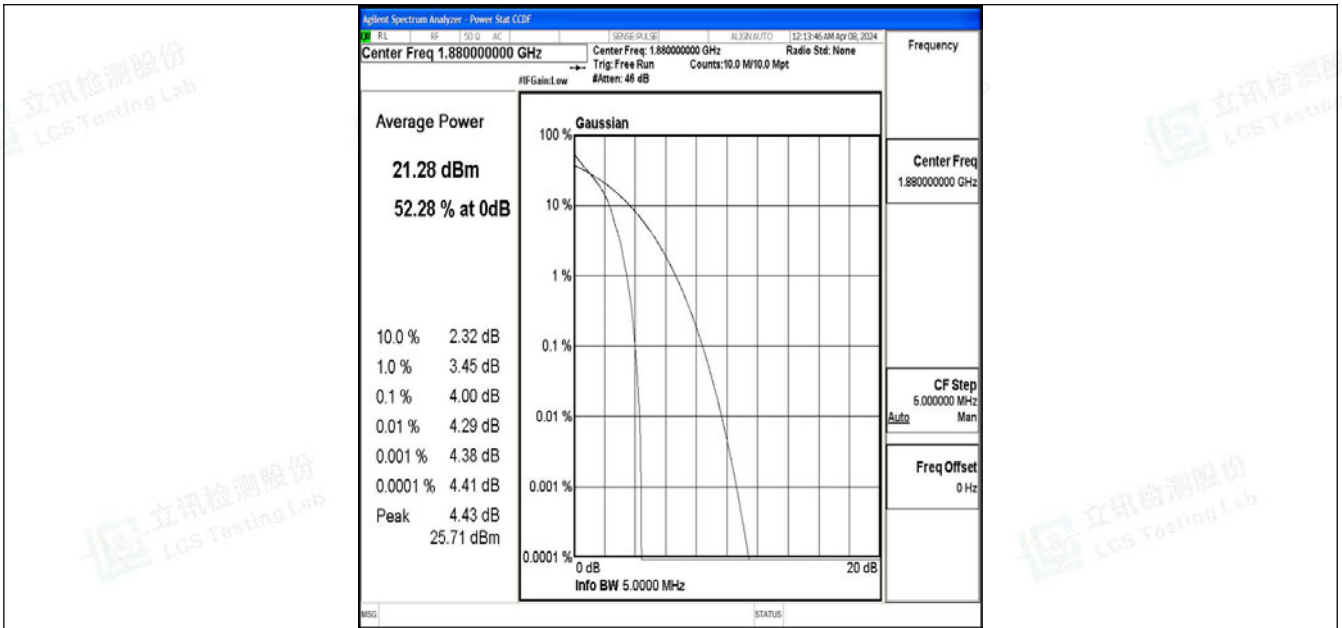 Agilent Spectrum Analyzer - Power Stat CCDF
RL RF 50 Ω AC SENSE:PULSE ALIGNAUTO 12:13:46 AM Apr 08, 2024
Center Freq 1.880000000 GHz
Center Freq: 1.880000000 GHz Radio Std: None
Trig: Free Run Counts:10.0 M/10.0 Mpt
#IFGain:Low #Atten: 46 dB
Frequency
Average Power
21.28 dBm
52.28 % at 0dB
10.0 % 2.32 dB
1.0 % 3.45 dB
0.1 % 4.00 dB
0.01 % 4.29 dB
0.001 % 4.38 dB
0.0001 % 4.41 dB
Peak 4.43 dB
25.71 dBm
Gaussian
100 %
10 %
1 %
0.1 %
0.01 %
0.001 %
0.0001 %
0 dB 20 dB
Info BW 5.0000 MHz
Center Freq
1.880000000 GHz
CF Step
5.000000 MHz
Auto Man
Freq Offset
0 Hz
MSG STATUS
立讯检测股份
LCS Testing Lab
立讯检测股份
LCS Testing Lab
立讯检测股份
LCS Testing Lab